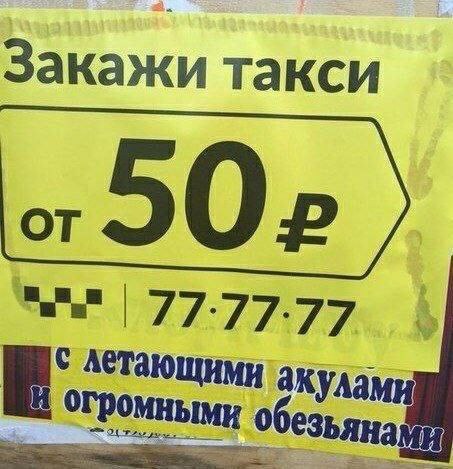 Закажи такси
от 50 ₽
77·77·77
с летающими акулами
и огромными обезьянами